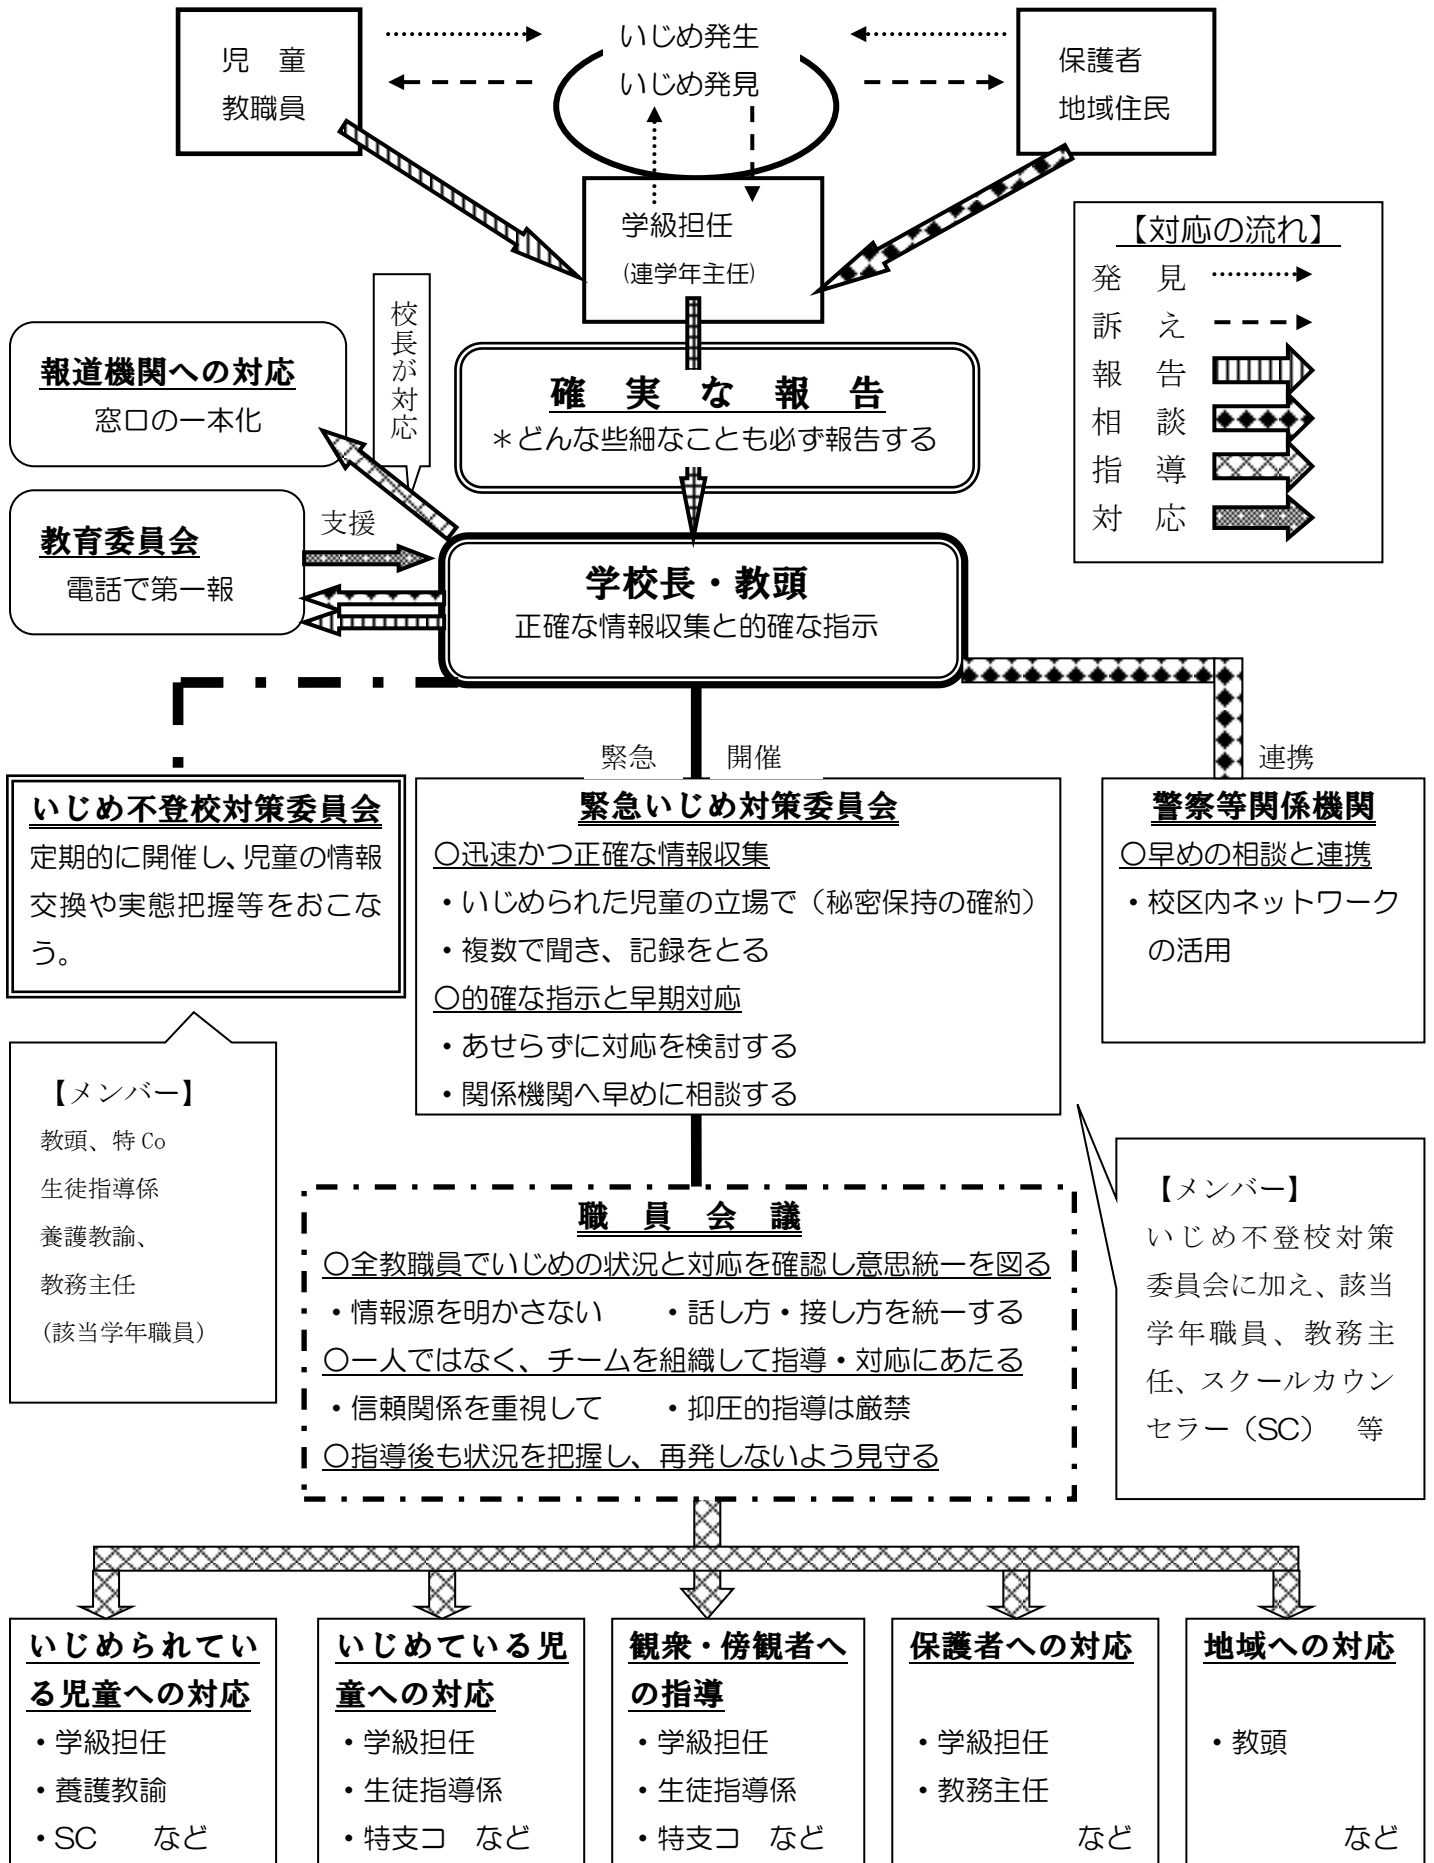 児　童
教職員
いじめ発生
いじめ発見
保護者
地域住民
学級担任
(連学年主任)
【対応の流れ】
発　見
訴　え
報　告
相　談
指　導
対　応
校長が対応
報道機関への対応
窓口の一本化
確　実　な　報　告
＊どんな些細なことも必ず報告する
教育委員会
電話で第一報
支援
学校長・教頭
正確な情報収集と的確な指示
緊急　　開催
連携
いじめ不登校対策委員会
定期的に開催し、児童の情報
交換や実態把握等をおこな
う。
緊急いじめ対策委員会
〇迅速かつ正確な情報収集
・いじめられた児童の立場で（秘密保持の確約）
・複数で聞き、記録をとる
〇的確な指示と早期対応
・あせらずに対応を検討する
・関係機関へ早めに相談する
警察等関係機関
〇早めの相談と連携
・校区内ネットワーク
の活用
【メンバー】
教頭、特 Co
生徒指導係
養護教諭、
教務主任
(該当学年職員)
【メンバー】
いじめ不登校対策
委員会に加え、該当
学年職員、教務主
任、スクールカウン
セラー（SC）　等
職　員　会　議
〇全教職員でいじめの状況と対応を確認し意思統一を図る
・情報源を明かさない　　・話し方・接し方を統一する
〇一人ではなく、チームを組織して指導・対応にあたる
・信頼関係を重視して　　・抑圧的指導は厳禁
〇指導後も状況を把握し、再発しないよう見守る
いじめられてい
る児童への対応
・学級担任
・養護教諭
・SC　　など
いじめている児
童への対応
・学級担任
・生徒指導係
・特支コ　など
観衆・傍観者へ
の指導
・学級担任
・生徒指導係
・特支コ　など
保護者への対応
・学級担任
・教務主任
など
地域への対応
・教頭
など